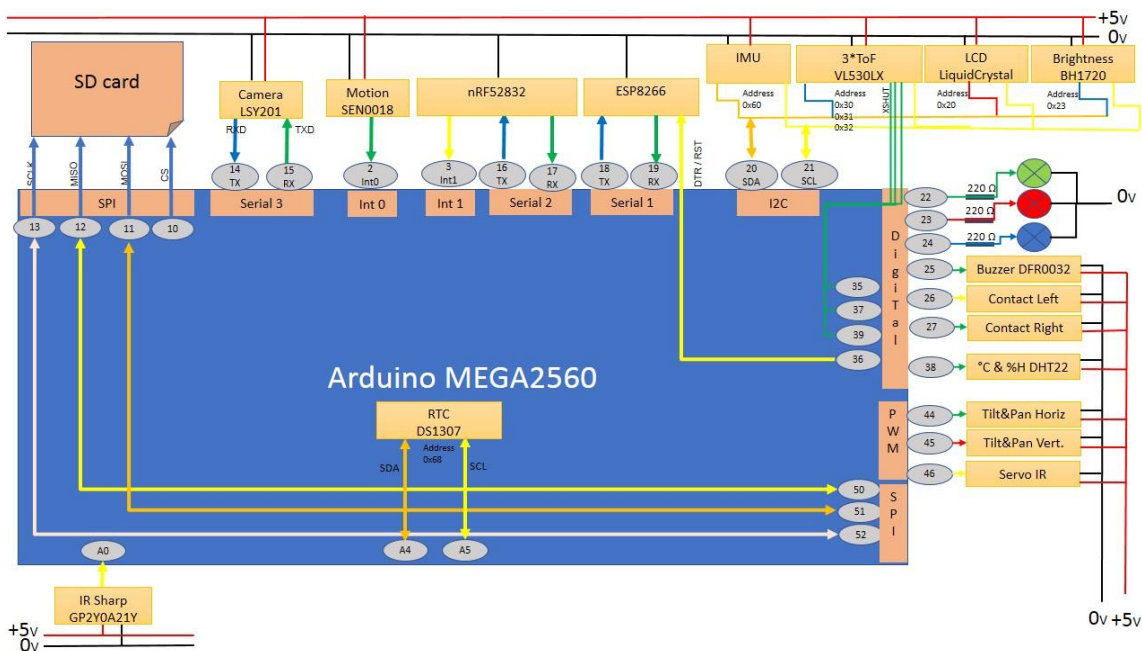 +5v
0v
SD card
Camera
LSY201
Motion
SEN0018
nRF52832
ESP8266
IMU
3*ToF
VL530LX
LCD
LiquidCrystal
Brightness
BH1720
Address
0x60
Address
0x30
0x31
0x32
XSHUT
Address
0x20
Address
0x23
SCLK
MISO
MOSI
CS
RXD
TXD
DTR / RST
14
TX
15
RX
2
Int0
3
Int1
16
TX
17
RX
18
TX
19
RX
20
SDA
21
SCL
SPI
Serial 3
Int 0
Int 1
Serial 2
Serial 1
I2C
13
12
11
10
DigiTal
22
220 Ω
23
220 Ω
24
220 Ω
0v
25
Buzzer DFR0032
26
Contact Left
27
Contact Right
35
37
39
36
38
°C & %H DHT22
Arduino MEGA2560
RTC
DS1307
Address
0x68
SDA
SCL
PWM
44
Tilt&Pan Horiz
45
Tilt&Pan Vert.
46
Servo IR
SPI
50
51
52
A0
A4
A5
IR Sharp
GP2Y0A21Y
+5v
0v
0v +5v